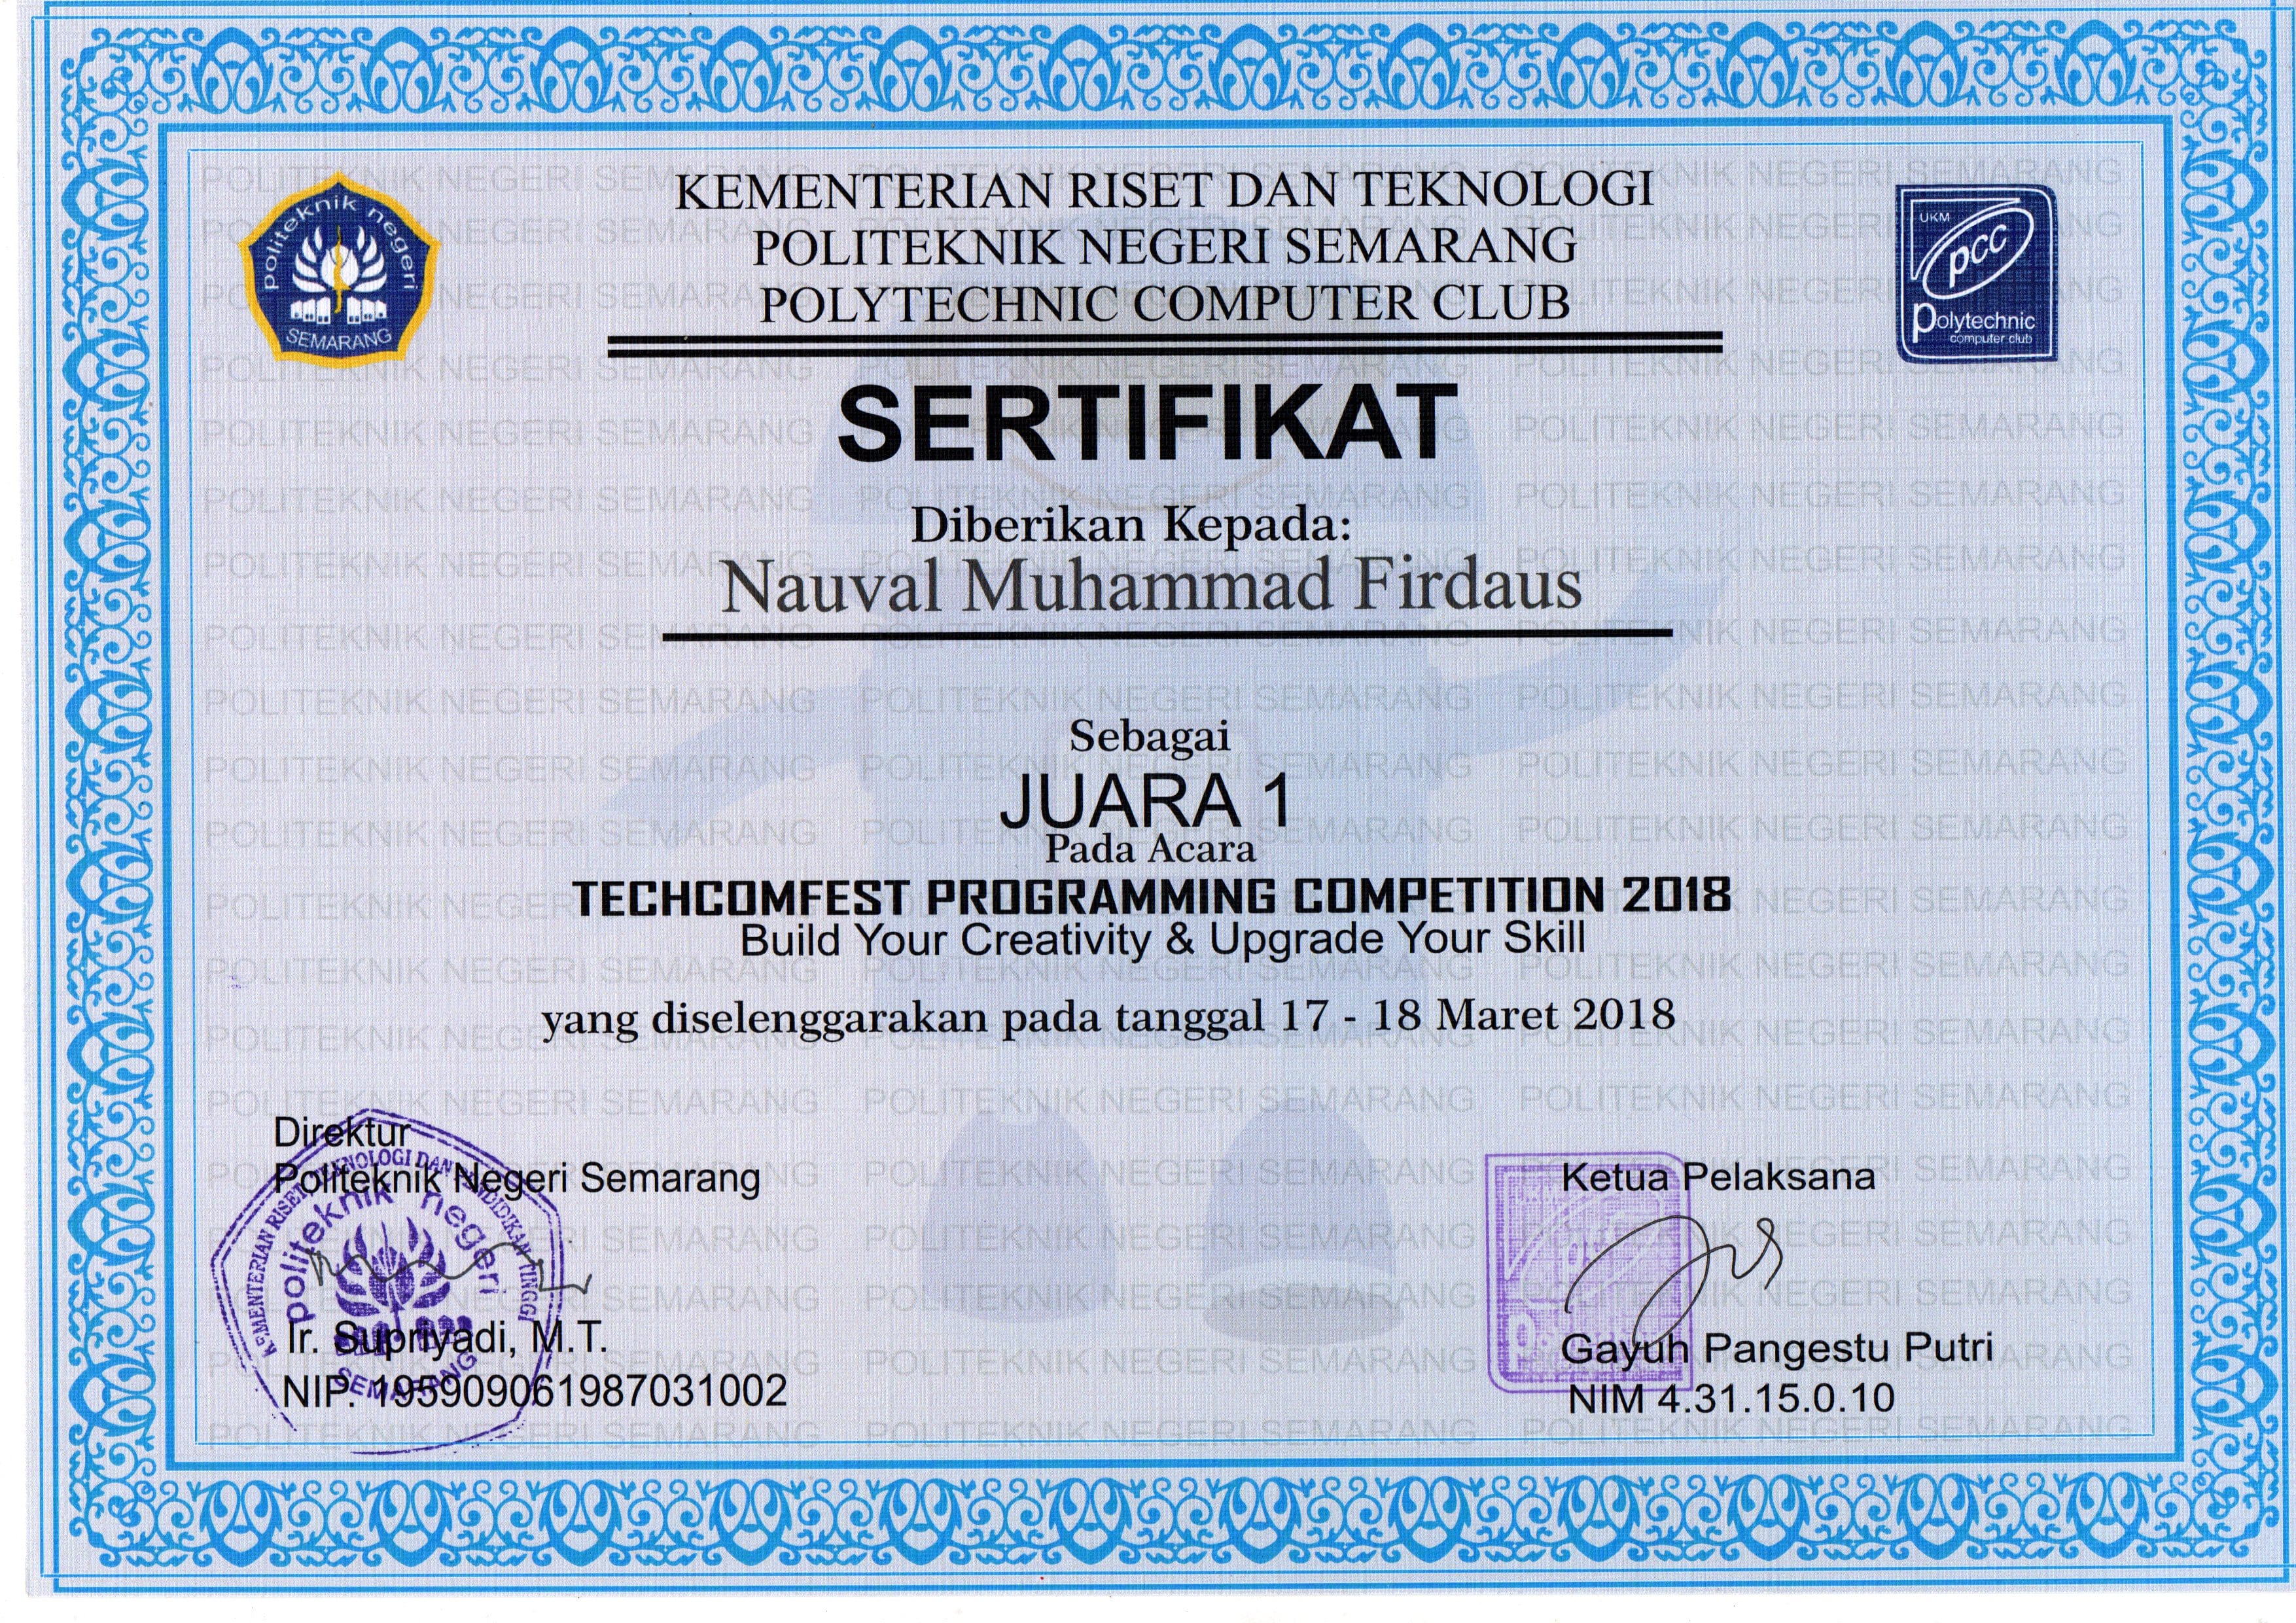 KEMENTERIAN RISET DAN TEKNOLOGI
POLITEKNIK NEGERI SEMARANG
POLYTECHNIC COMPUTER CLUB
politeknik negeri
SEMARANG
UKM
pcc
Polytechnic
computer club
SERTIFIKAT
Diberikan Kepada:
Nauval Muhammad Firdaus
Sebagai
JUARA 1
Pada Acara
TECHCOMFEST PROGRAMMING COMPETITION 2018
Build Your Creativity & Upgrade Your Skill
yang diselenggarakan pada tanggal 17 - 18 Maret 2018
Direktur
Politeknik Negeri Semarang
KEMENTERIAN RISET TEKNOLOGI DAN PENDIDIKAN TINGGI
politeknik negeri
SEMARANG
Ir. Supriyadi, M.T.
NIP. 195909061987031002
Ketua Pelaksana
Gayuh Pangestu Putri
NIM 4.31.15.0.10